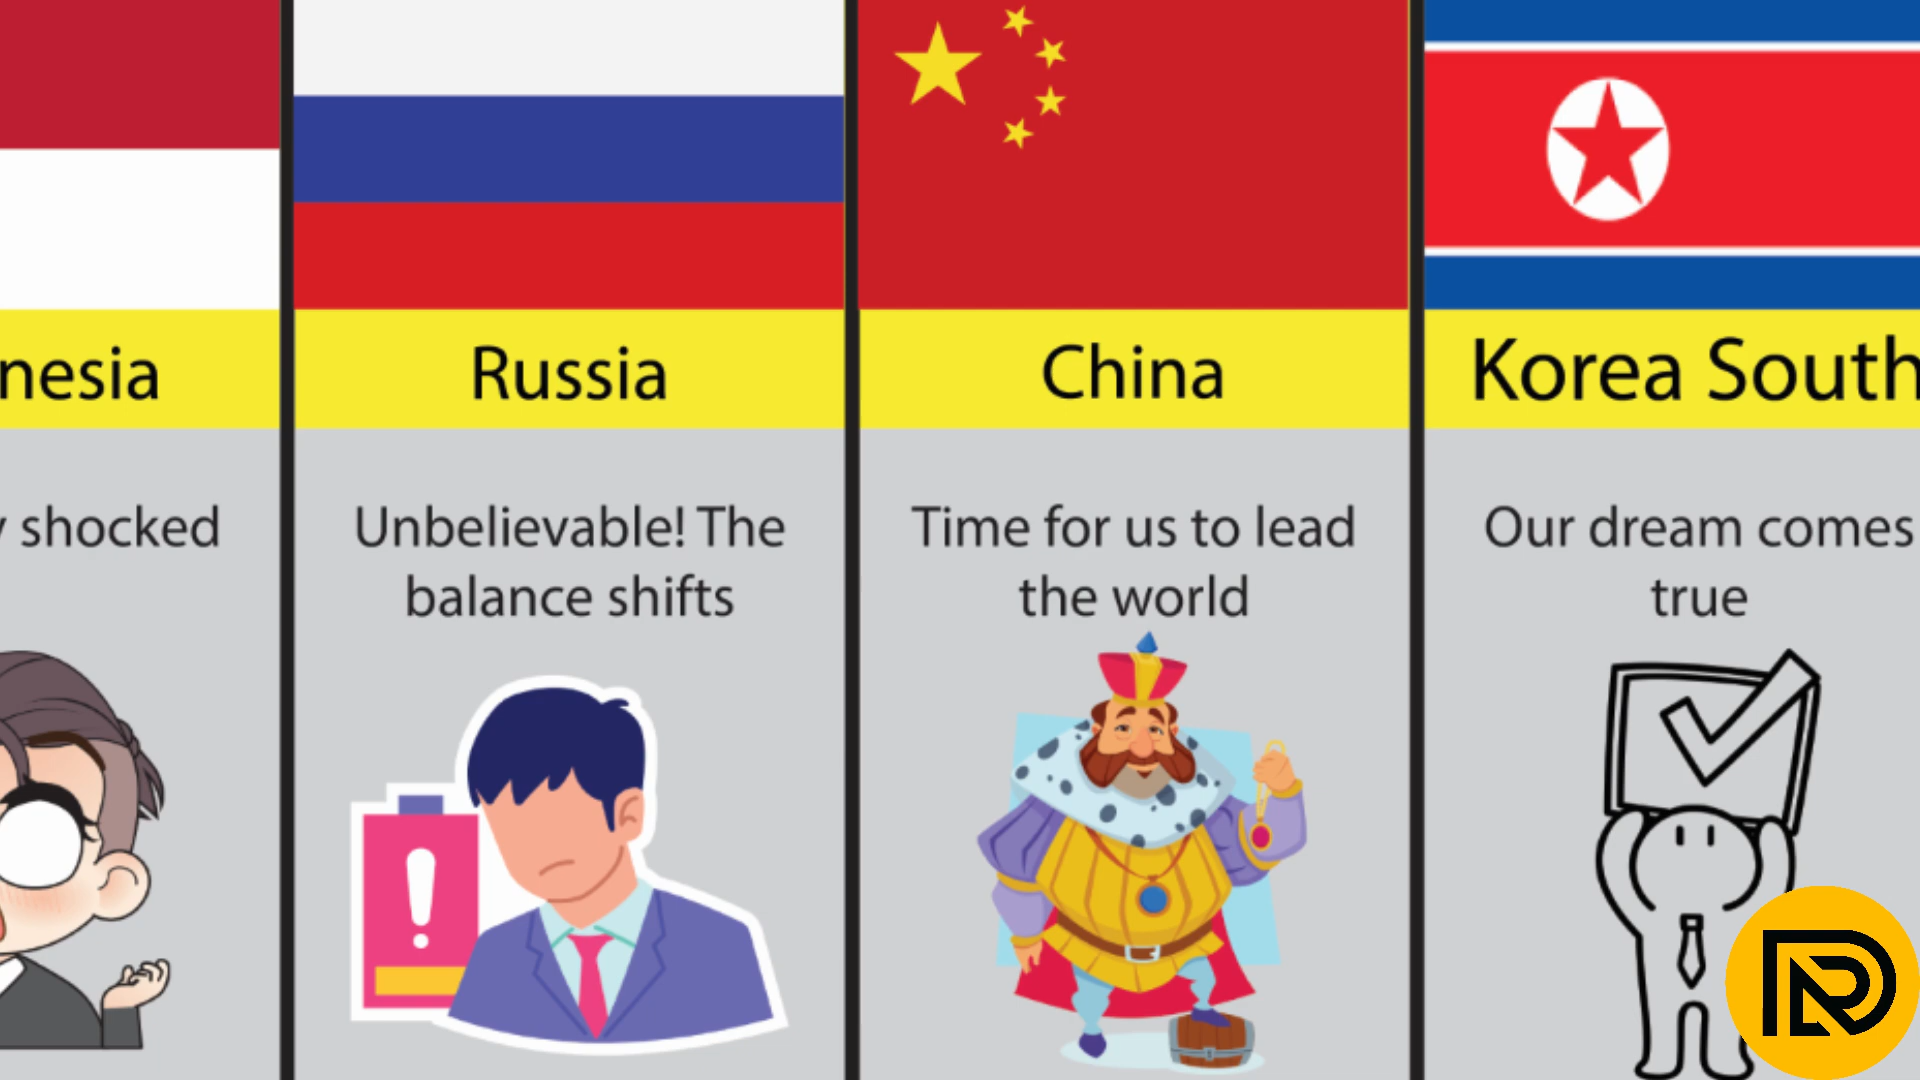 nesia
Russia
China
Korea South
shocked
Unbelievable! The
balance shifts
Time for us to lead
the world
Our dream comes
true